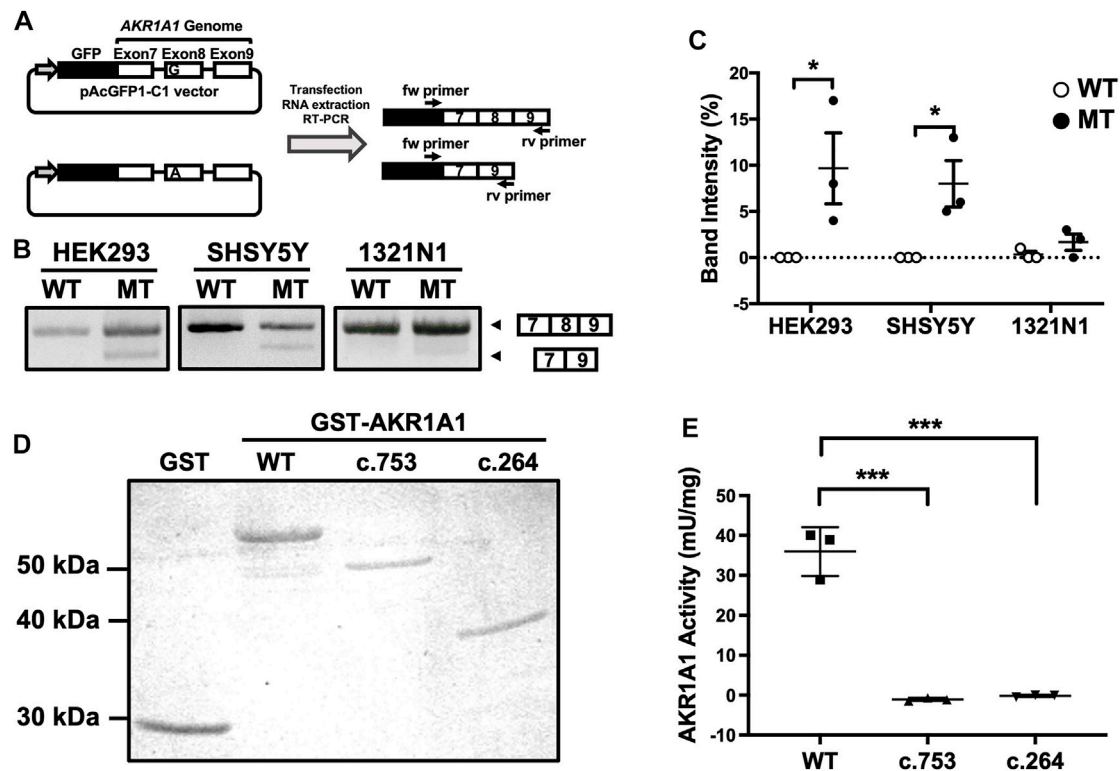 A
AKR1A1 Genome
GFP Exon7 Exon8 Exon9
G
pAcGFP1-C1 vector
A
Transfection
RNA extraction
RT-PCR
fw primer
7 8 9
rv primer
fw primer
7 9
rv primer
B
HEK293 SHSY5Y 1321N1
WT MT WT MT WT MT
7 8 9
7 9
C
Band Intensity (%)
20
15
10
5
0
-5
* *
WT
MT
HEK293 SHSY5Y 1321N1
D
GST-AKR1A1
GST WT c.753 c.264
50 kDa
40 kDa
30 kDa
E
***
***
AKR1A1 Activity (mU/mg)
50
40
30
20
10
0
-10
WT c.753 c.264